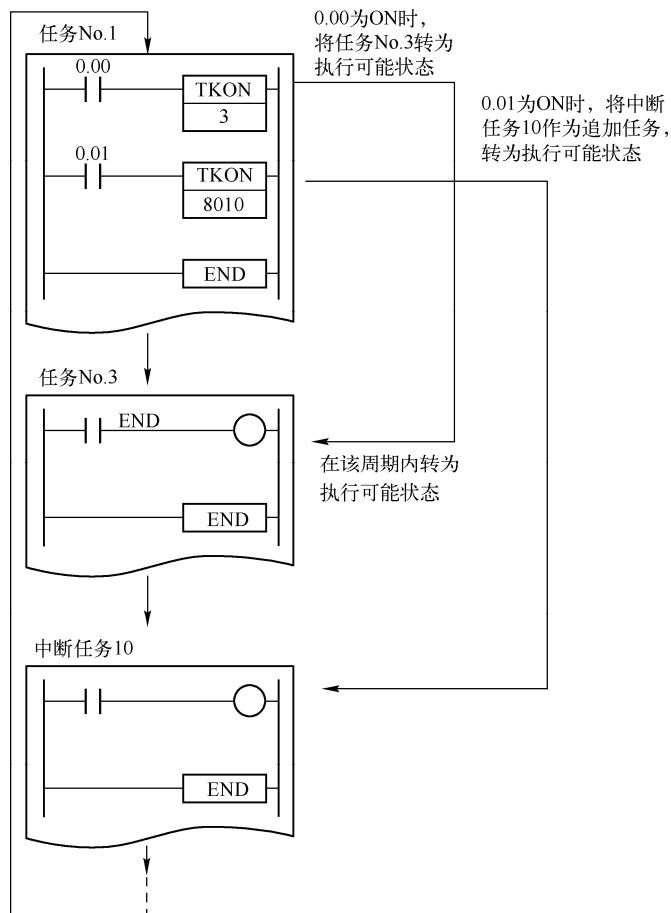 任务No.1
0.00
TKON
3
0.01
TKON
8010
END
0.00为ON时，
将任务No.3转为
执行可能状态
0.01为ON时，将中断
任务10作为追加任务，
转为执行可能状态
任务No.3
END
END
在该周期内转为
执行可能状态
中断任务10
END